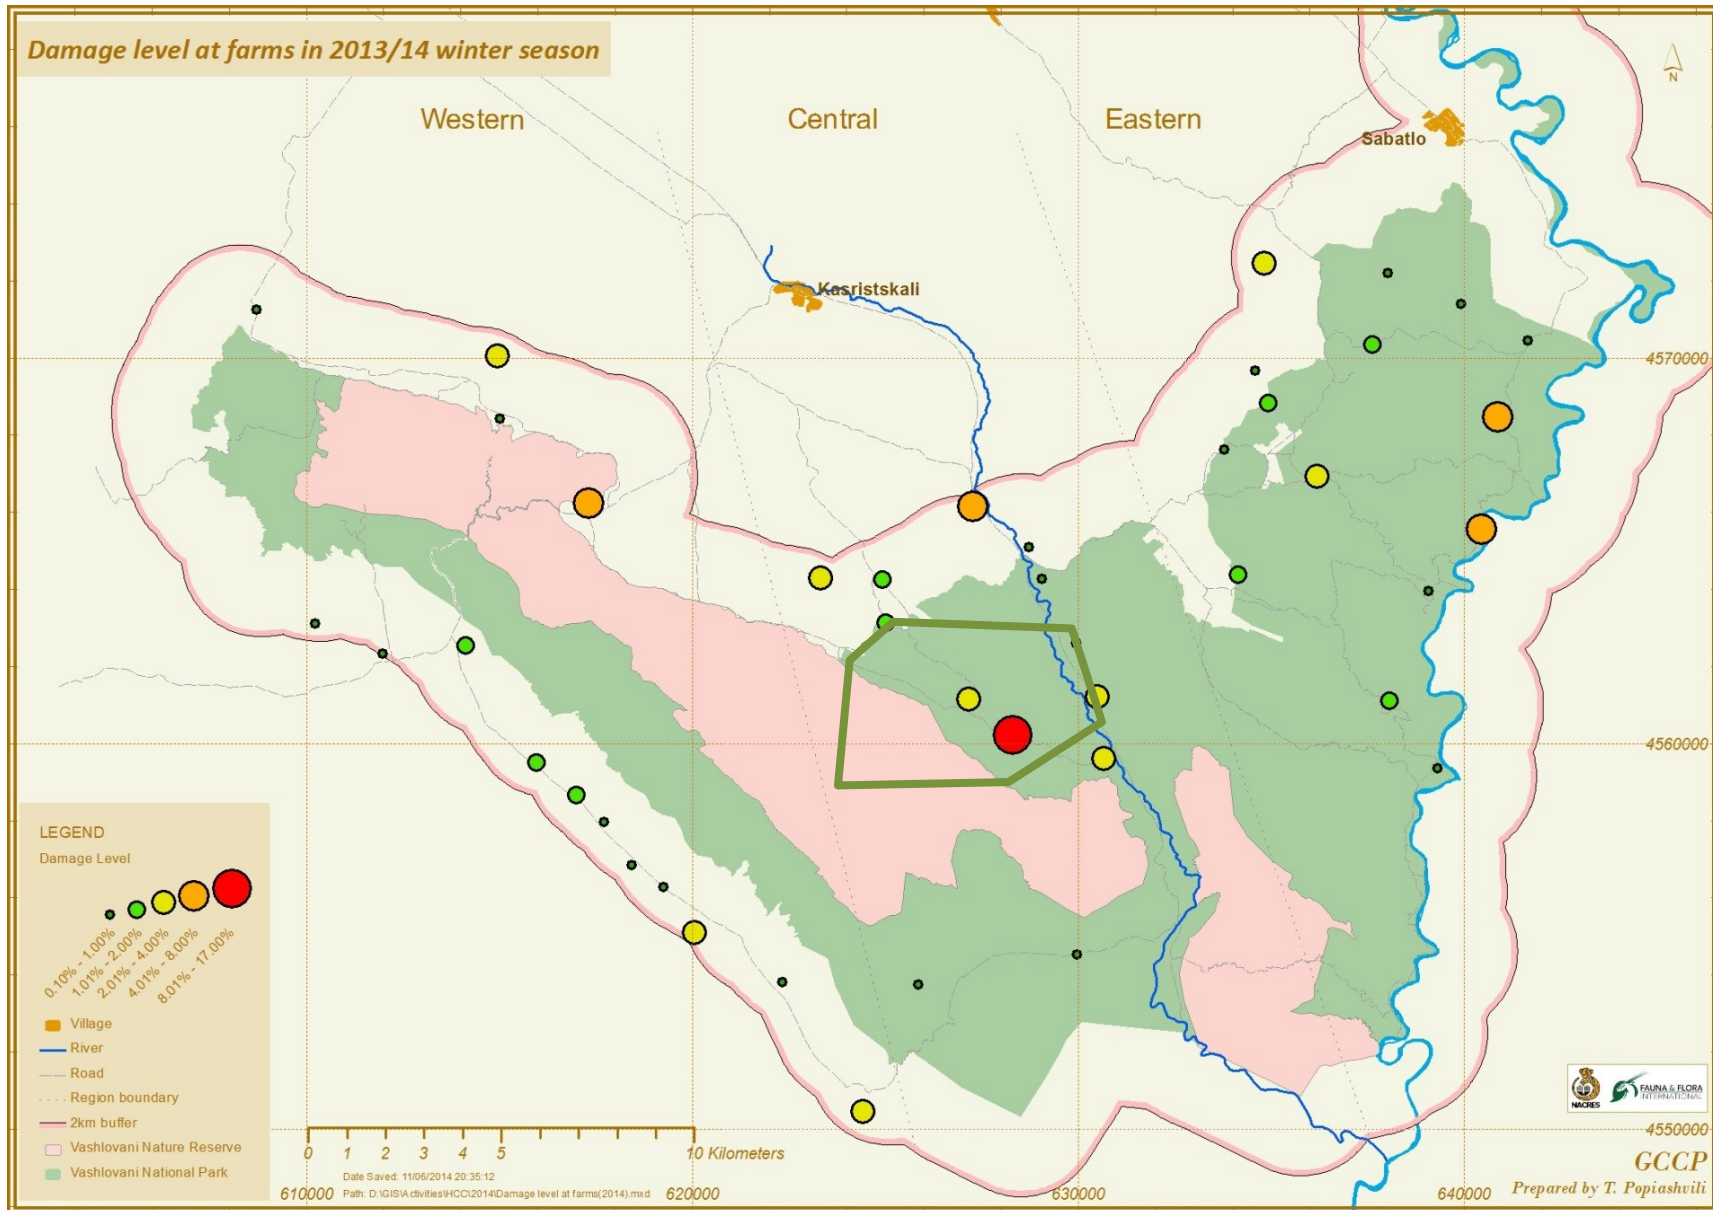 Damage level at farms in 2013/14 winter season
Western
Central
Eastern
N
Sabatlo
Kasristskali
4570000
4560000
LEGEND
Damage Level
0.10% - 1.00%
1.01% - 2.00%
2.01% - 4.00%
4.01% - 8.00%
8.01% - 17.00%
Village
River
Road
Region boundary
2km buffer
Vashlovani Nature Reserve
Vashlovani National Park
0 1 2 3 4 5 10 Kilometers
Date Saved: 11/06/2014 20:35:12
Path: D:\GIS\Activities\HCC\2014\Damage level at farms(2014).mxd
610000
620000
630000
640000
NACRES
FAUNA & FLORA
INTERNATIONAL
4550000
GCCP
Prepared by T. Popiashvili